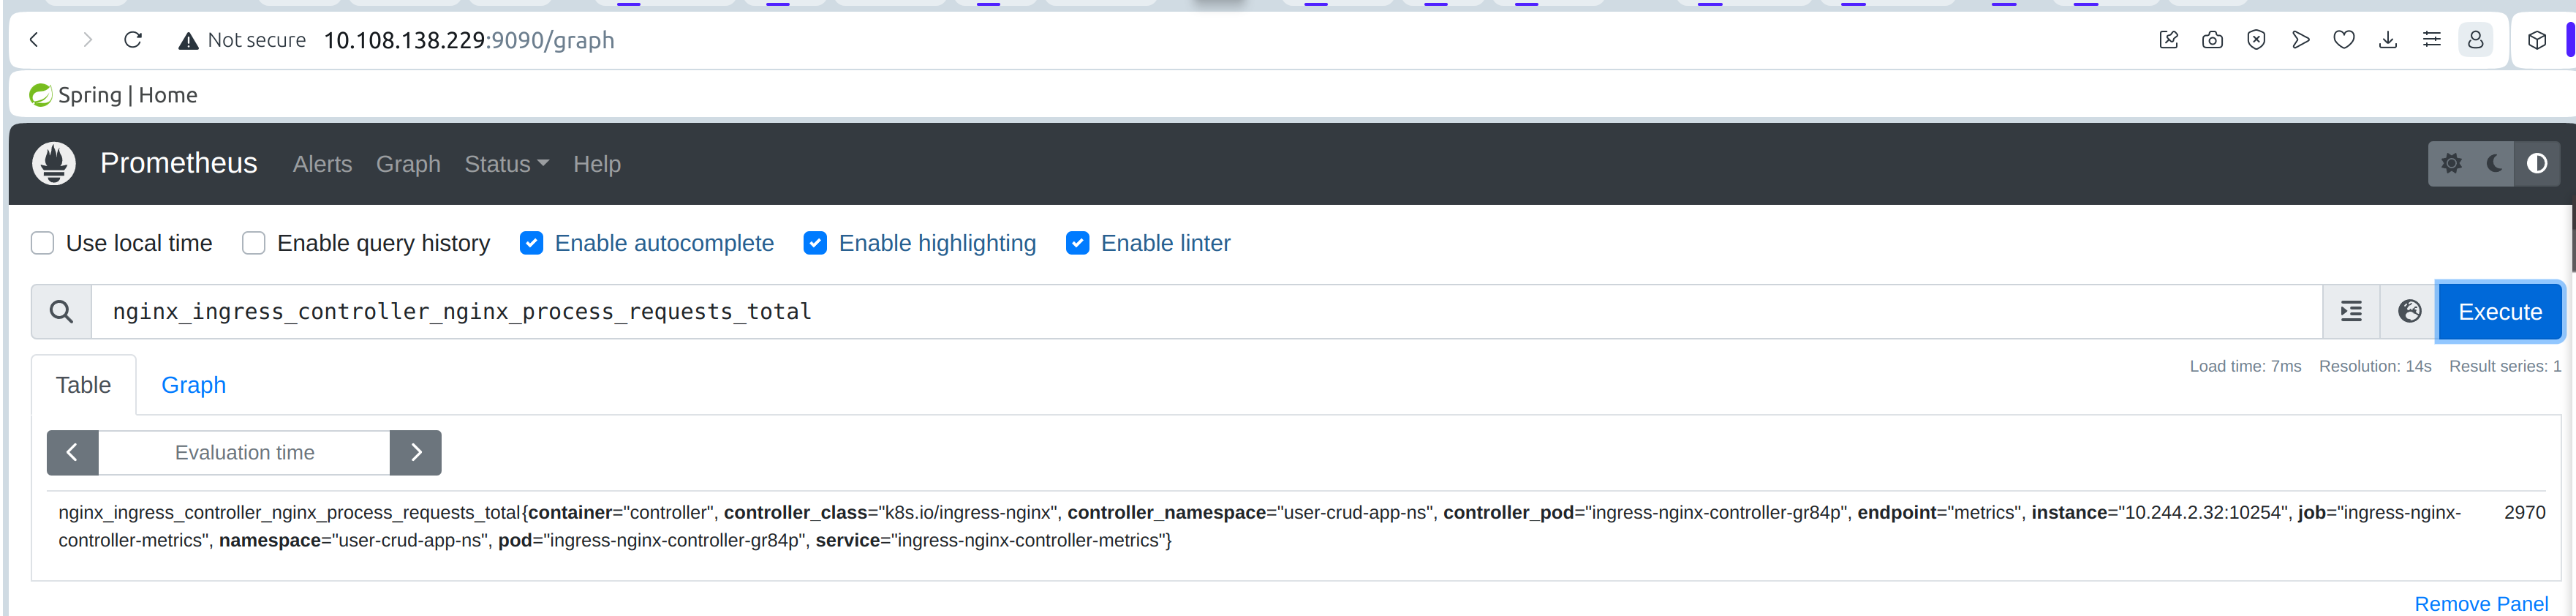 Not secure 10.108.138.229:9090/graph
Spring | Home
Prometheus Alerts Graph Status Help
Use local time Enable query history Enable autocomplete Enable highlighting Enable linter
nginx_ingress_controller_nginx_process_requests_total Execute
Load time: 7ms Resolution: 14s Result series: 1
Table Graph
Evaluation time
nginx_ingress_controller_nginx_process_requests_total{container="controller", controller_class="k8s.io/ingress-nginx", controller_namespace="user-crud-app-ns", controller_pod="ingress-nginx-controller-gr84p", endpoint="metrics", instance="10.244.2.32:10254", job="ingress-nginx- 2970
controller-metrics", namespace="user-crud-app-ns", pod="ingress-nginx-controller-gr84p", service="ingress-nginx-controller-metrics"}
Remove Panel